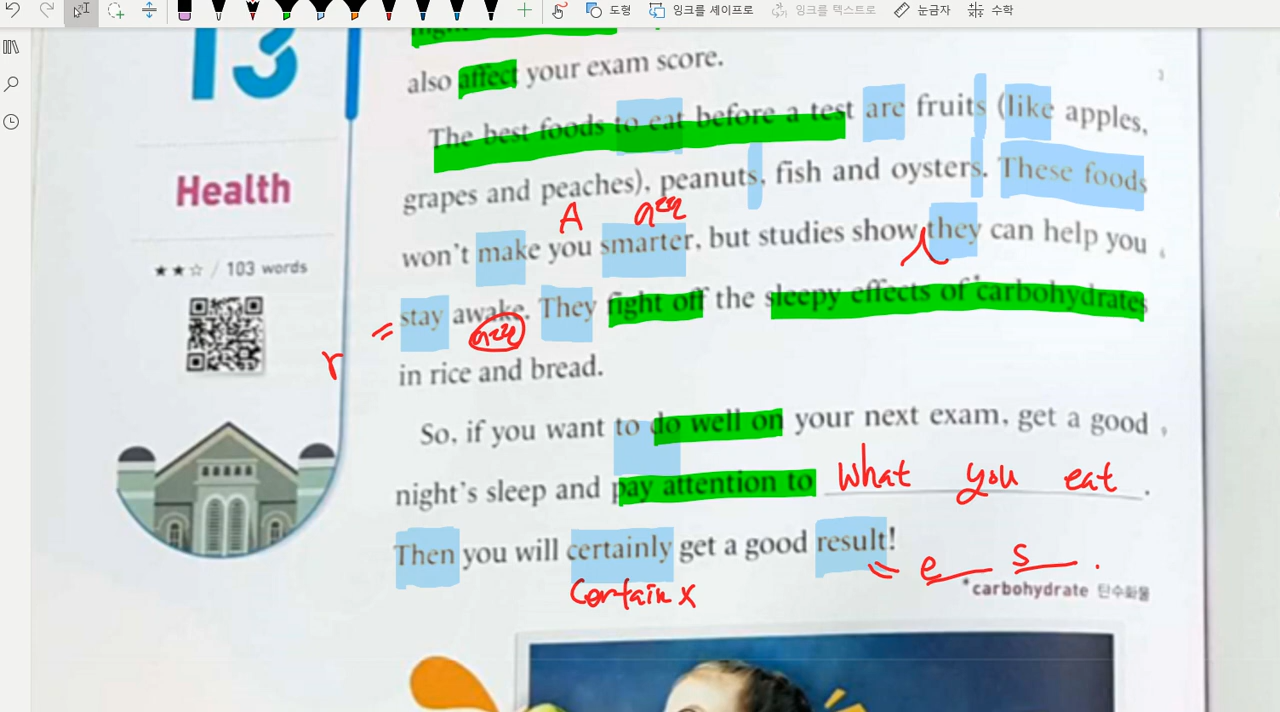 도형 잉크를 셰이프로 잉크를 텍스트로 눈금자 수학
13
Health
★★☆ / 103 words
also affect your exam score.
The best foods to eat before a test are fruits (like apples,
grapes and peaches), peanuts, fish and oysters. These foods
A
won't make you smarter, but studies show they can help you
= stay awake. They fight off the sleepy effects of *carbohydrates
r
in rice and bread.
So, if you want to do well on your next exam, get a good
night's sleep and pay attention to what you eat.
Then you will certainly get a good result!
= e s .
certain x
*carbohydrate 탄수화물